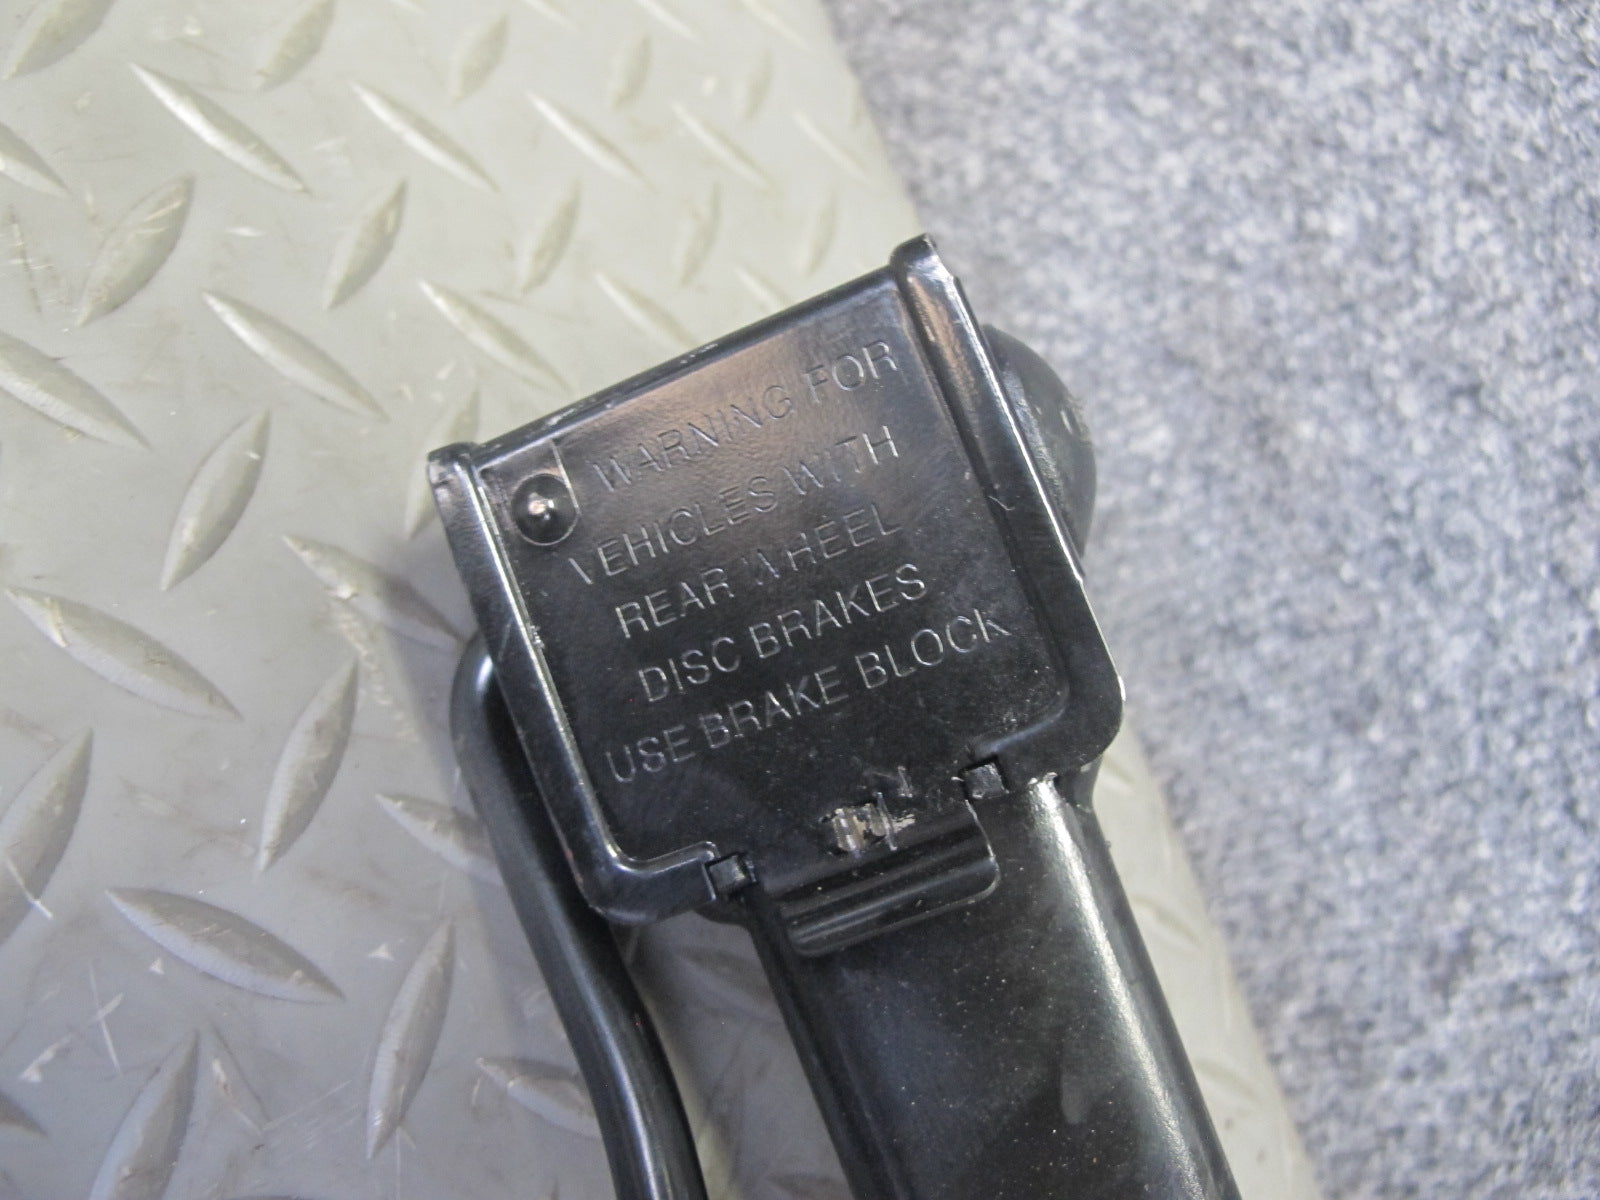 WARNING FOR
VEHICLES WITH
REAR WHEEL
DISC BRAKES
USE BRAKE BLOCK